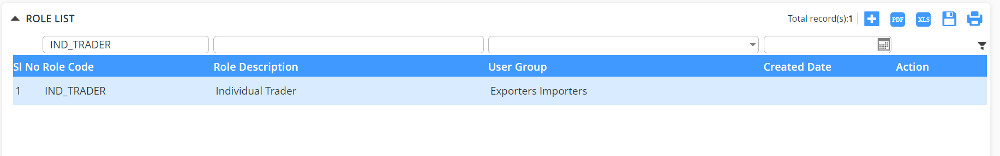 ROLE LIST Total record(s):1 PDF XLS
IND_TRADER
Sl No Role Code Role Description User Group Created Date Action
1 IND_TRADER Individual Trader Exporters Importers